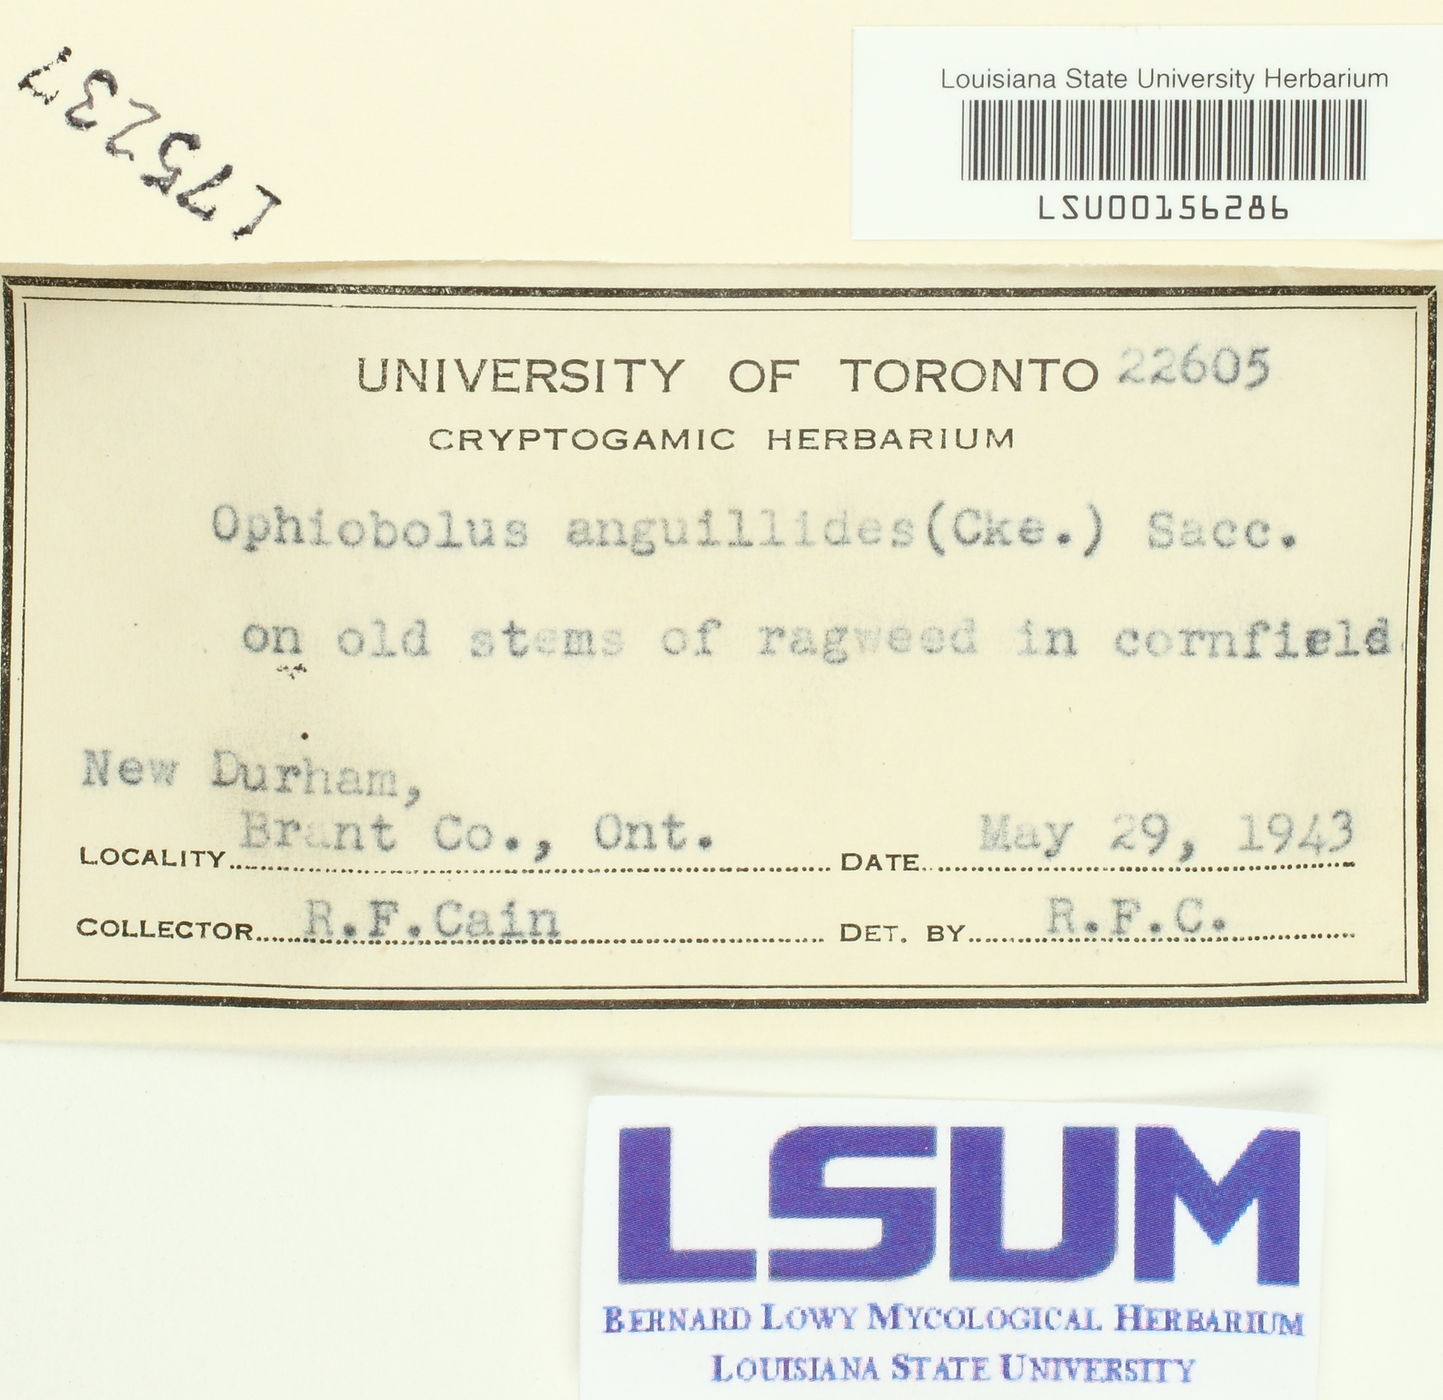 Louisiana State University Herbarium
LSU00156286
UNIVERSITY OF TORONTO 22605
CRYPTOGAMIC HERBARIUM
Ophiobolus anguillides(Cke.) Sacc.
on old stems of ragweed in cornfield
New Durham,
LOCALITY Brant Co., Ont. DATE May 29, 1943
COLLECTOR R.F.Cain DET. BY R.F.C.
LSUM
BERNARD LOWY MYCOLOGICAL HERBARIUM
LOUISIANA STATE UNIVERSITY